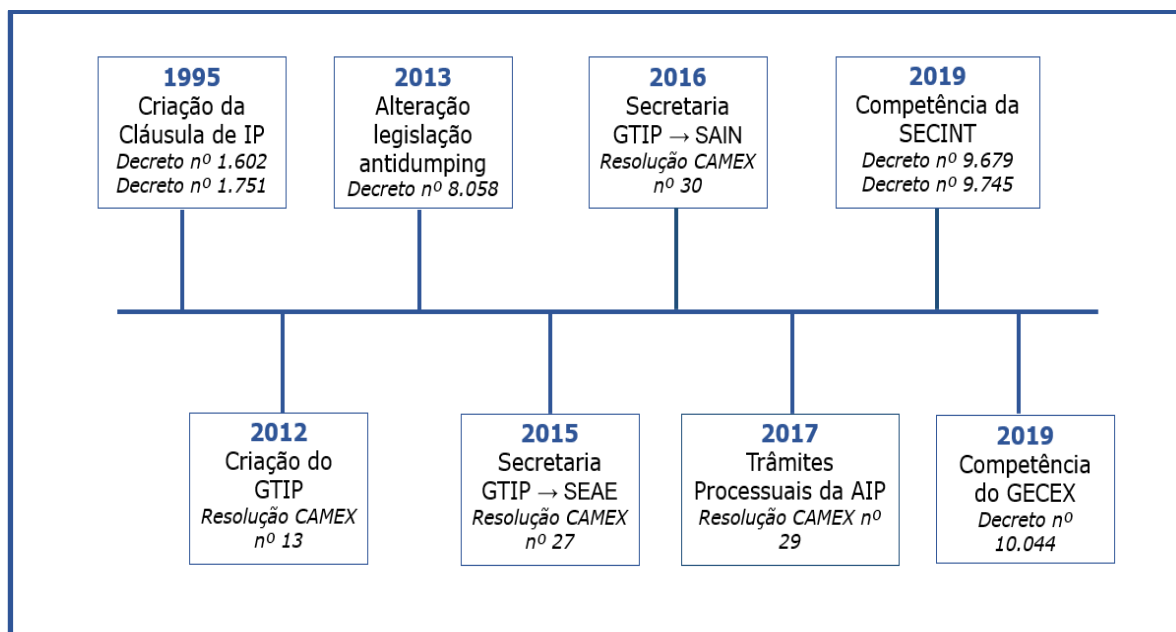 1995
Criação da
Cláusula de IP
Decreto nº 1.602
Decreto nº 1.751
2013
Alteração
legislação
antidumping
Decreto nº 8.058
2016
Secretaria
GTIP → SAIN
Resolução CAMEX
nº 30
2019
Competência da
SECINT
Decreto nº 9.679
Decreto nº 9.745
2012
Criação do
GTIP
Resolução CAMEX
nº 13
2015
Secretaria
GTIP → SEAE
Resolução CAMEX
nº 27
2017
Trâmites
Processuais da AIP
Resolução CAMEX nº
29
2019
Competência
do GECEX
Decreto nº
10.044